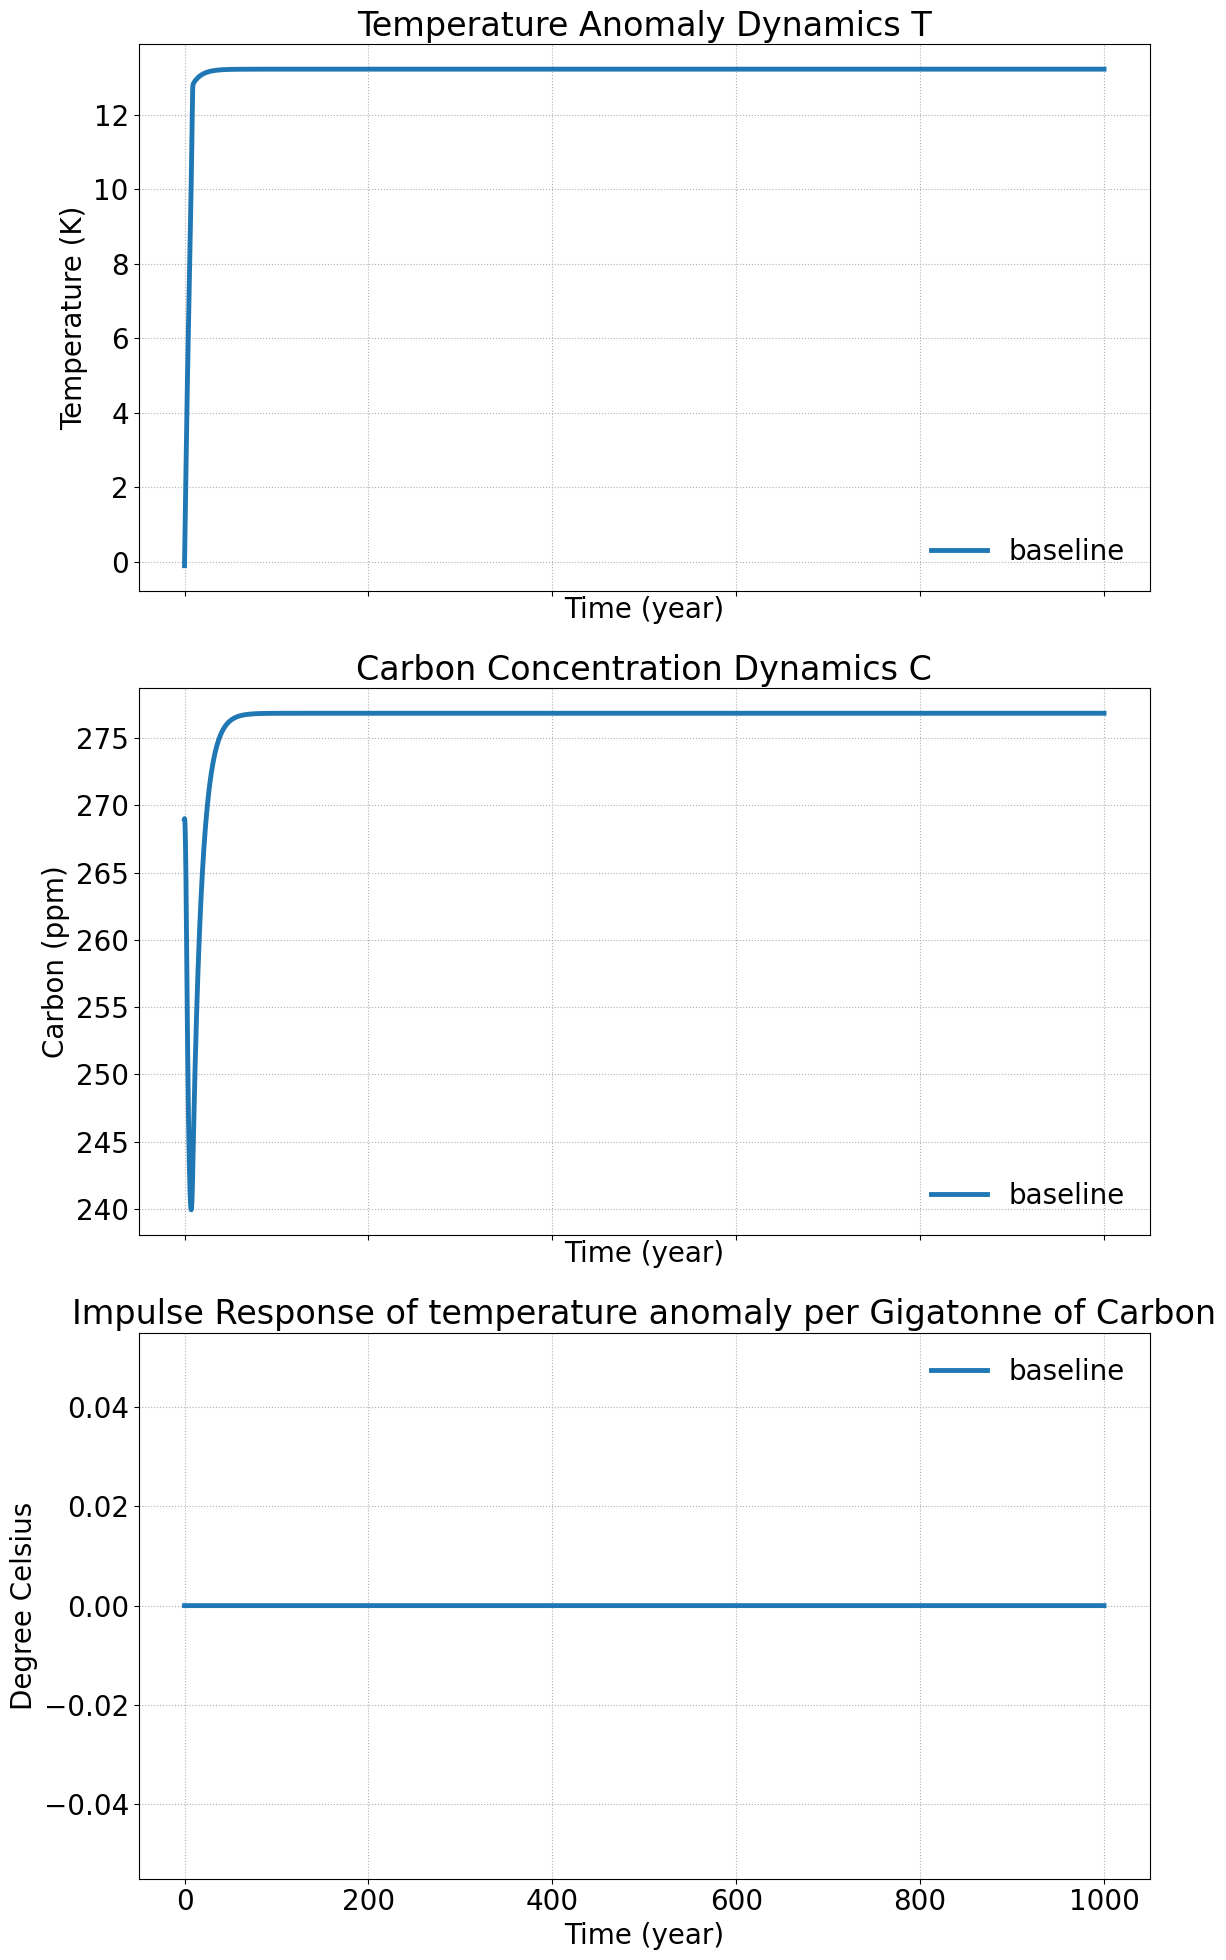 Temperature Anomaly Dynamics T
12
10
8
6
4
2
0
Temperature (K)
baseline
Time (year)
Carbon Concentration Dynamics C
275
270
265
260
255
250
245
240
Carbon (ppm)
baseline
Time (year)
Impulse Response of temperature anomaly per Gigatonne of Carbon
baseline
0.04
0.02
0.00
−0.02
−0.04
Degree Celsius
0 200 400 600 800 1000
Time (year)